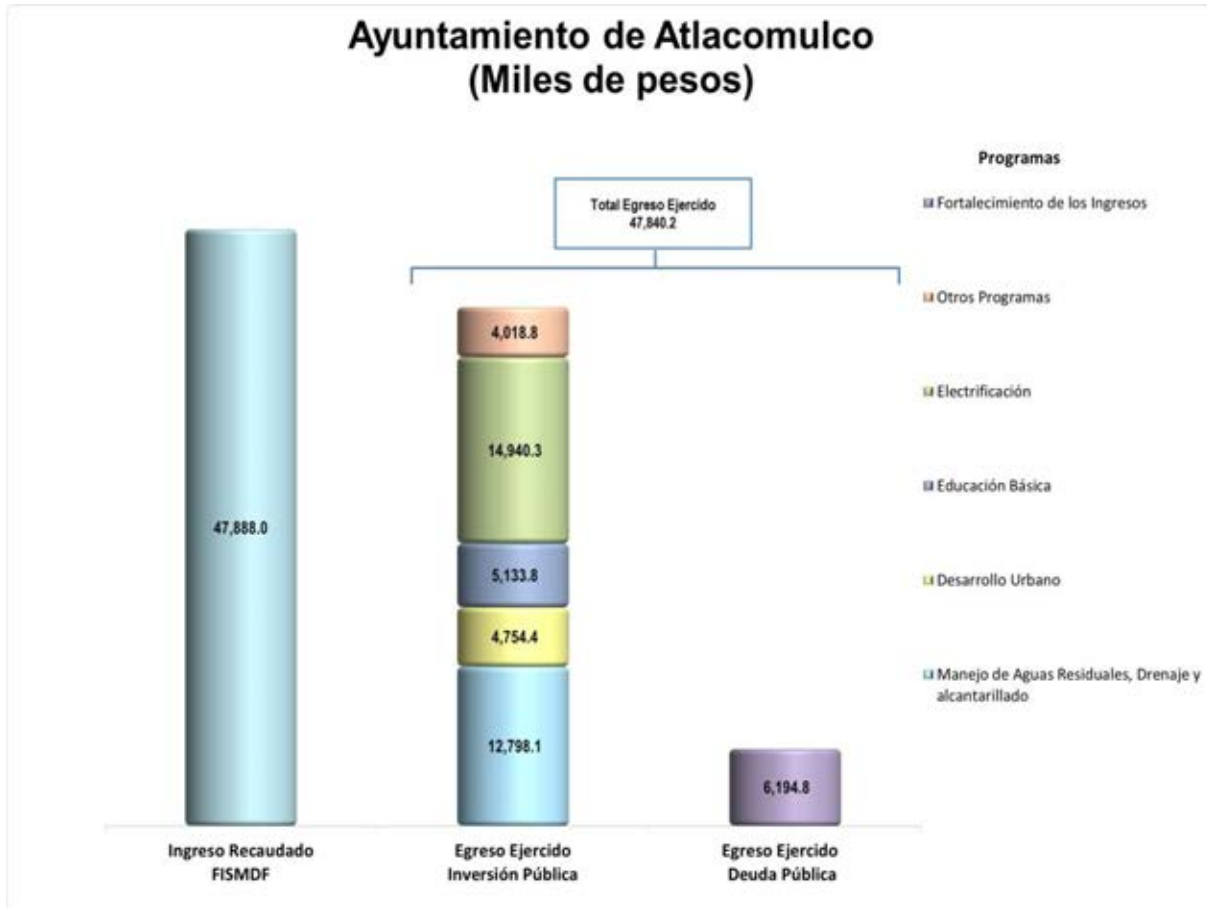 Ayuntamiento de Atlacomulco
(Miles de pesos)
Programas
Total Egreso Ejercido
47,840.2
Fortalecimiento de los Ingresos
Otros Programas
4,018.8
Electrificación
14,940.3
Educación Básica
47,888.0
5,133.8
Desarrollo Urbano
4,754.4
Manejo de Aguas Residuales, Drenaje y
alcantarillado
12,798.1
6,194.8
Ingreso Recaudado
FISMDF
Egreso Ejercido
Inversión Pública
Egreso Ejercido
Deuda Pública